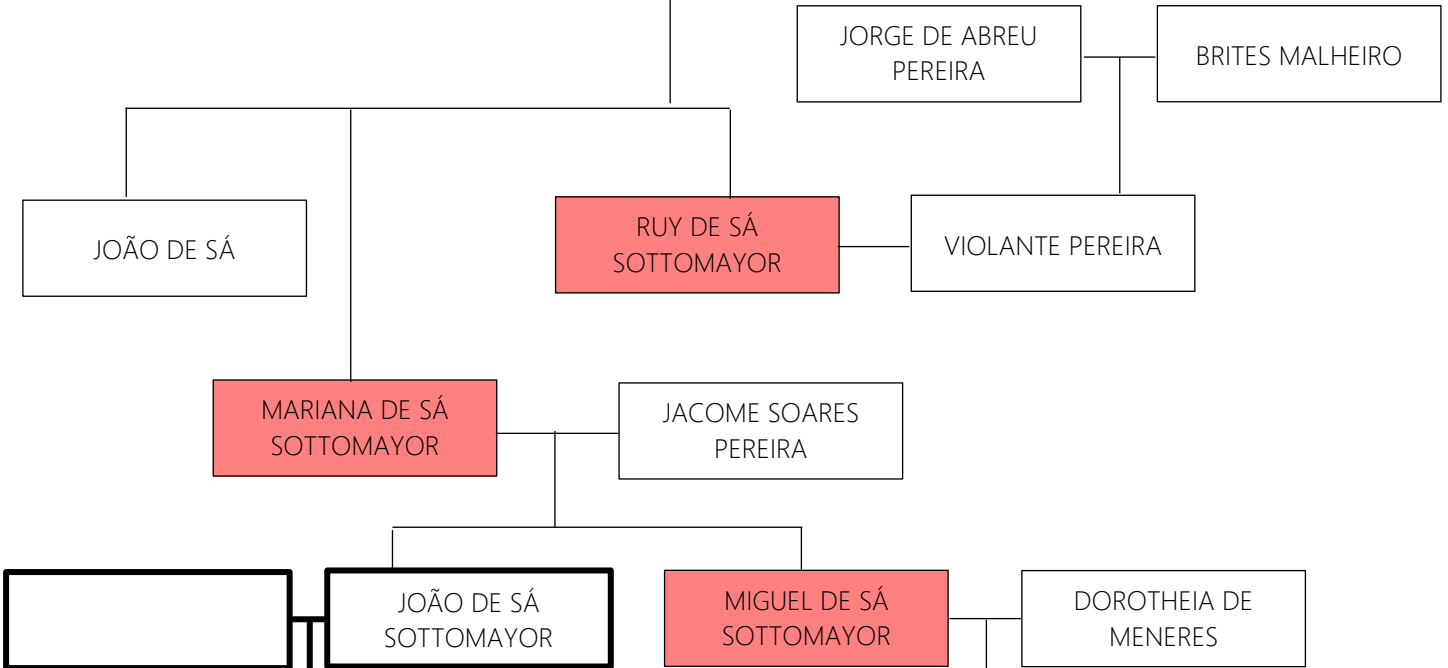 JORGE DE ABREU
PEREIRA
BRITES MALHEIRO
JOÃO DE SÁ
RUY DE SÁ
SOTTOMAYOR
VIOLANTE PEREIRA
MARIANA DE SÁ
SOTTOMAYOR
JACOME SOARES
PEREIRA
JOÃO DE SÁ
SOTTOMAYOR
MIGUEL DE SÁ
SOTTOMAYOR
DOROTHEIA DE
MENERES